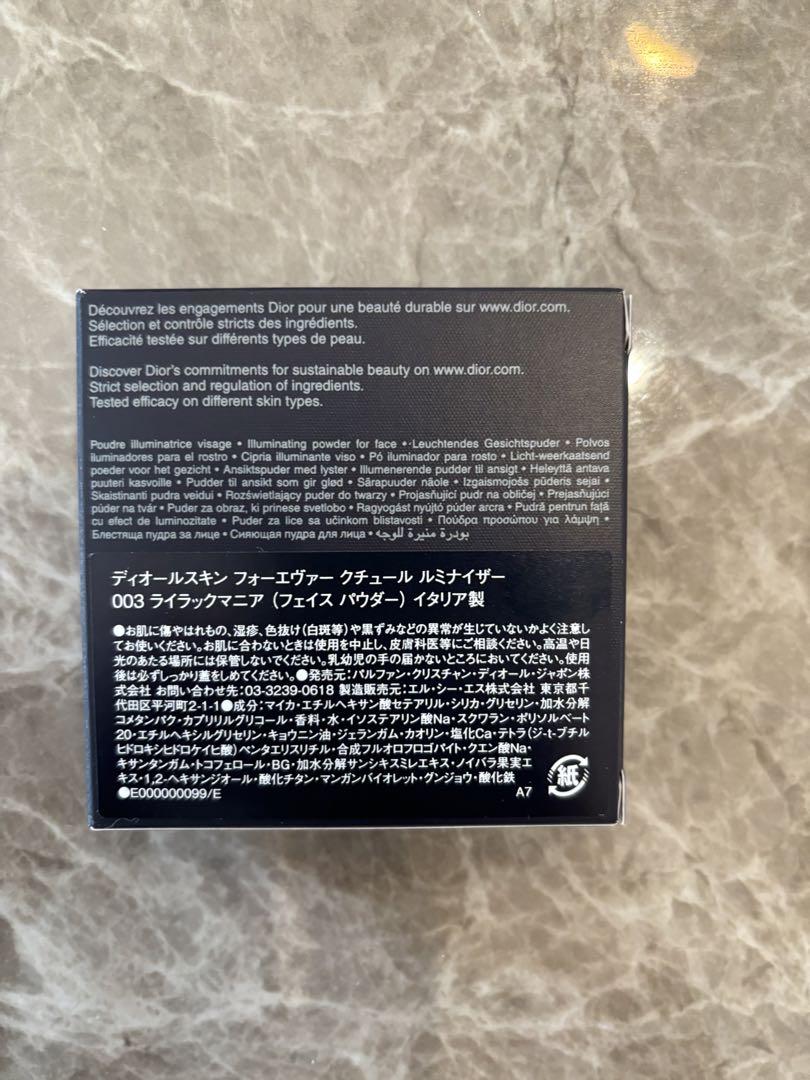 Découvrez les engagements Dior pour une beauté durable sur www.dior.com.
Sélection et contrôle stricts des ingrédients.
Efficacité testée sur différents types de peau.
Discover Dior's commitments for sustainable beauty on www.dior.com.
Strict selection and regulation of ingredients.
Tested efficacy on different skin types.
Poudre illuminatrice visage • Illuminating powder for face • Leuchtendes Gesichtspuder • Polvos
iluminadores para el rostro • Cipria illuminante viso • Pó iluminador para rosto • Licht-weerkaatsend
poeder voor het gezicht • Ansiktspuder med lyster • Illumenerende pudder til ansigt • Heleyttä antava
puuteri kasvoille • Pudder til ansikt som gir glød • Särapuuder näole • Izgaismojošs pūderis sejai •
Skaistinanti pudra veidui • Rozświetlający puder do twarzy • Projasňující pudr na obličej • Prejasňujúci
púder na tvár • Puder za obraz, ki prinese svetlobo • Ragyogást nyújtó púder arcra • Pudră pentrun față
cu efect de luminozitate • Puder za lice sa učinkom blistavosti • Πούδρα προσώπου για λάμψη •
Блестяща пудра за лице • Сияющая пудра для лица • بودرة منيرة للوجه
ディオールスキン フォーエヴァー クチュール ルミナイザー
003 ライラックマニア（フェイス パウダー）イタリア製
●お肌に傷やはれもの、湿疹、色抜け(白斑等)や黒ずみなどの異常が生じていないかよく注意し
てお使いください。お肌に合わないときは使用を中止し、皮膚科医等にご相談ください。高温や日
光のあたる場所には保管しないでください。乳幼児の手の届かないところにおいてください。使用
後は必ずしっかり蓋をしめてください。●発売元：パルファン・クリスチャン・ディオール・ジャポン株
式会社 お問い合わせ先：03-3239-0618 製造販売元：エル・シー・エス株式会社 東京都千
代田区平河町2-1-1●成分：マイカ・エチルヘキサン酸セテアリル・シリカ・グリセリン・加水分解
コメタンパク・カプリリルグリコール・香料・水・イソステアリン酸Na・スクワラン・ポリソルベート
20・エチルヘキシルグリセリン・キョウニン油・ジェランガム・カオリン・塩化Ca・テトラ(ジ-t-ブチル
ヒドロキシヒドロケイヒ酸)ペンタエリスリチル・合成フルオロフロゴパイト・クエン酸Na・
キサンタンガム・トコフェロール・BG・加水分解サンシキスミレエキス・ノイバラ果実エ
キス・1,2-ヘキサンジオール・酸化チタン・マンガンバイオレット・グンジョウ・酸化鉄
●E000000099/E
A7
紙